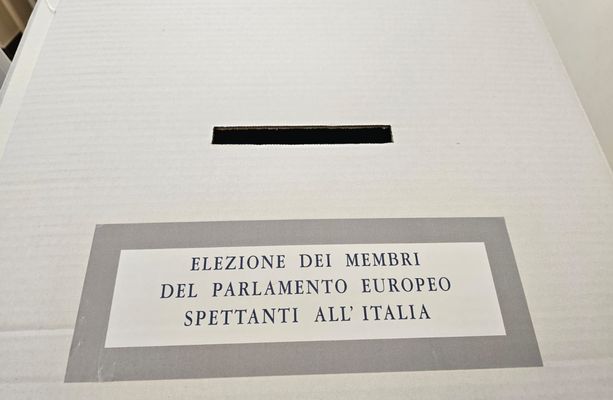 ELEZIONE DEI MEMBRI
DEL PARLAMENTO EUROPEO
SPETTANTI ALL'ITALIA